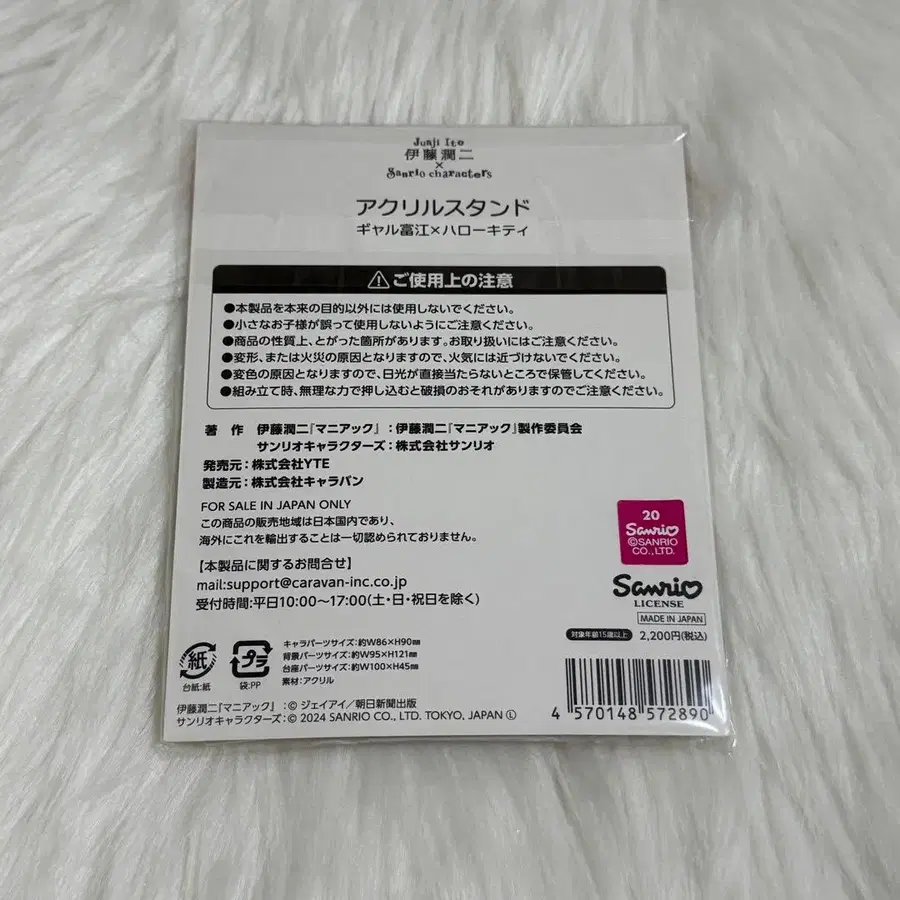 Junji Ito
伊藤潤二
×
Sanrio characters
アクリルスタンド
ギャル富江×ハローキティ
ご使用上の注意
●本製品を本来の目的以外には使用しないでください。
●小さなお子様が誤って使用しないようにご注意ください。
●商品の性質上、とがった箇所があります。お取り扱いにはご注意ください。
●変形、または火災の原因となりますので、火気には近づけないでください。
●変色の原因となりますので、日光が直接当たらないところで保管してください。
●組み立て時、無理な力で押し込むと破損のおそれがありますのでご注意ください。
著 作 伊藤潤二『マニアック』:伊藤潤二『マニアック』製作委員会
サンリオキャラクターズ:株式会社サンリオ
発売元:株式会社YTE
製造元:株式会社キャラバン
FOR SALE IN JAPAN ONLY
この商品の販売地域は日本国内であり、
海外にこれを輸出することは一切認められておりません。
【本製品に関するお問合せ】
mail:support@caravan-inc.co.jp
受付時間:平日10:00〜17:00(土・日・祝日を除く)
20
Sanrio
©SANRIO
CO.,LTD.
Sanrio
LICENSE
MADE IN JAPAN
対象年齢15歳以上
2,200円(税込)
紙
台紙:紙
プラ
袋:PP
キャラパーツサイズ:約W86×H90㎜
背景パーツサイズ:約W95×H121㎜
台座パーツサイズ:約W100×H45㎜
素材:アクリル
伊藤潤二『マニアック』:© ジェイアイ/朝日新聞出版
サンリオキャラクターズ:© 2024 SANRIO CO., LTD. TOKYO, JAPAN Ⓛ
4 570148 572890